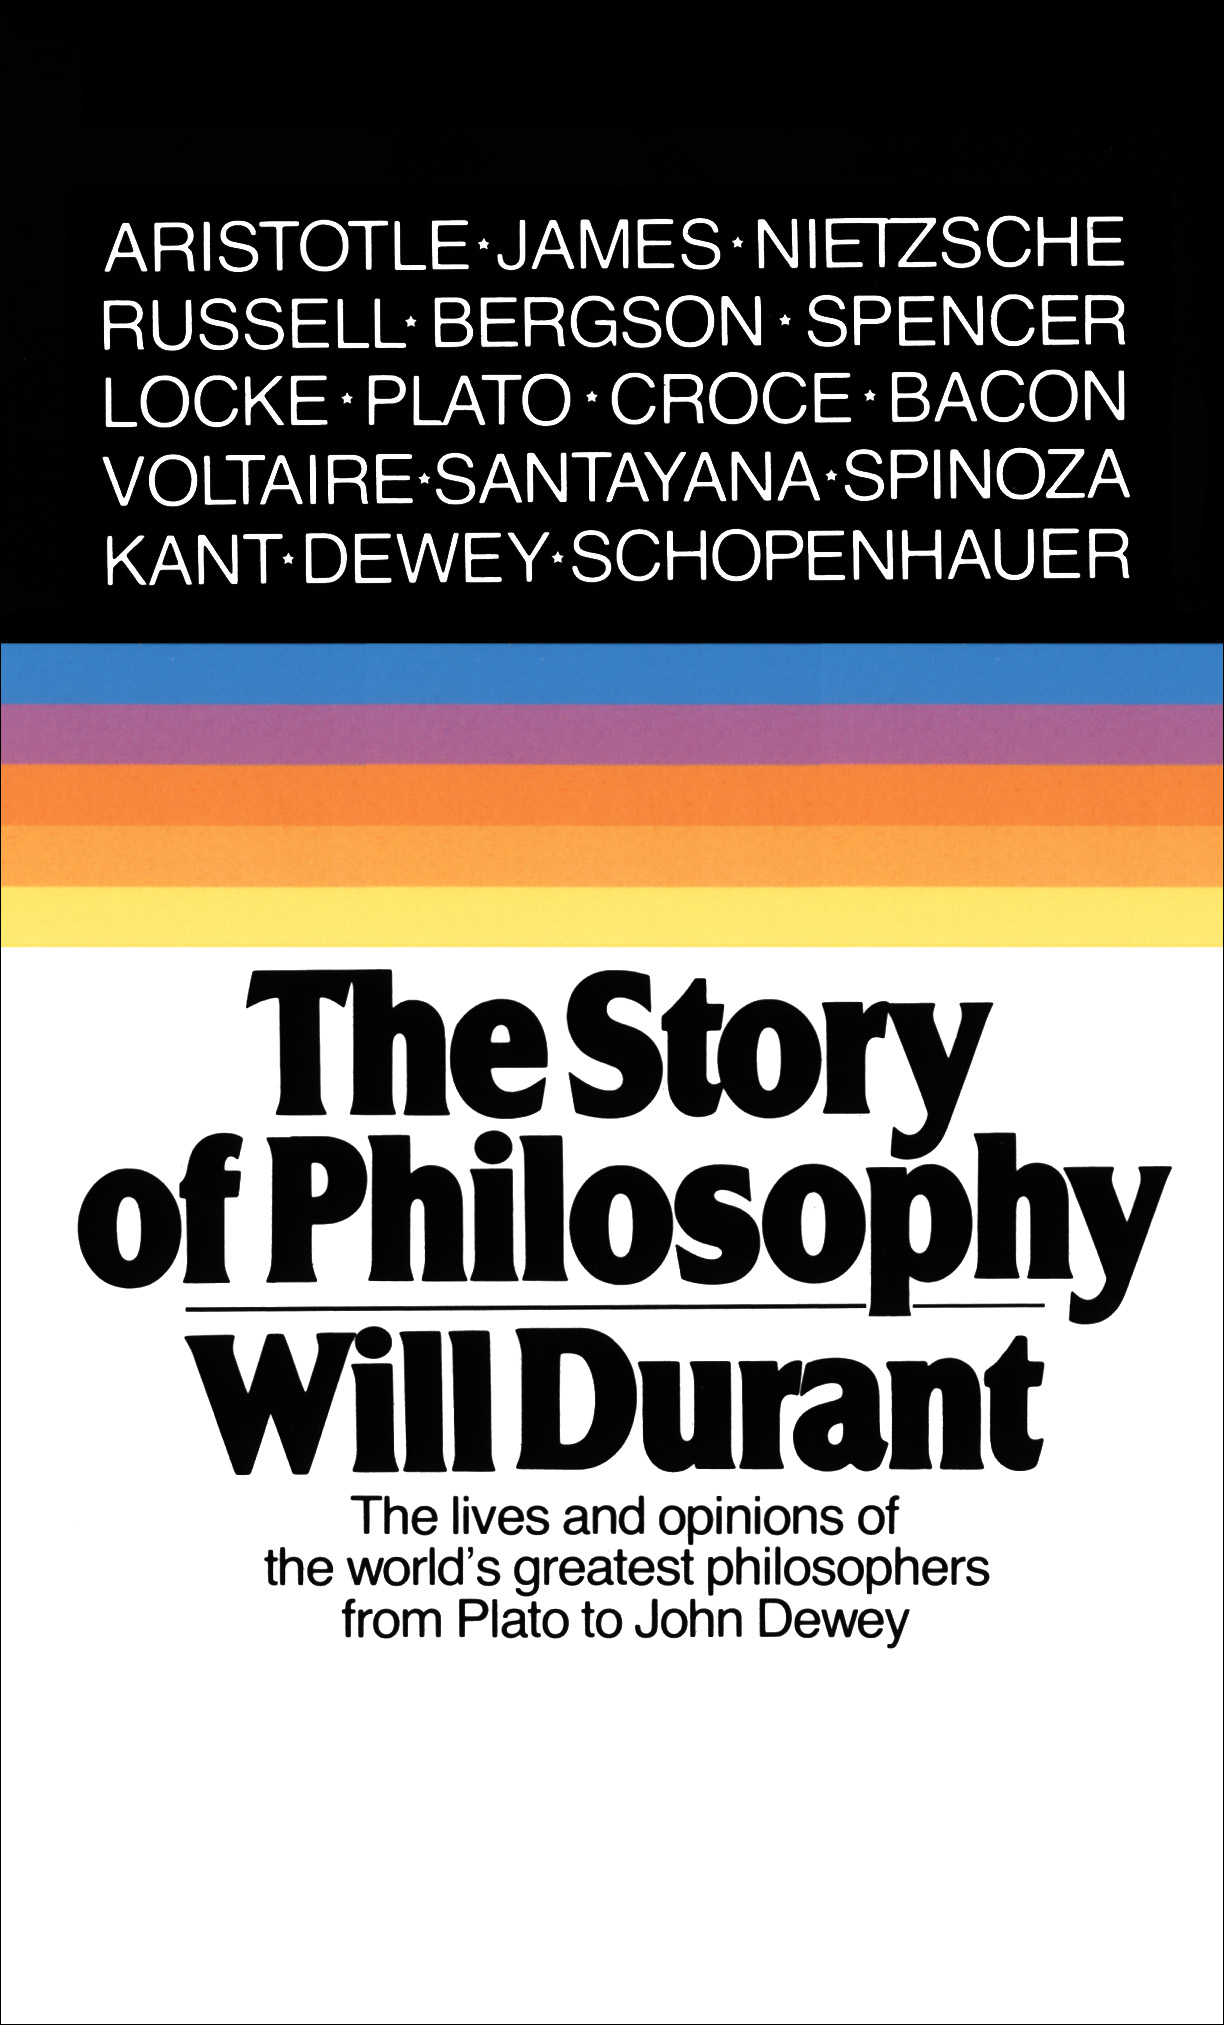 ARISTOTLE★JAMES★NIETZSCHE
RUSSELL★BERGSON★SPENCER
LOCKE★PLATO★CROCE★BACON
VOLTAIRE★SANTAYANA★SPINOZA
KANT★DEWEY★SCHOPENHAUER
The Story
of Philosophy
Will Durant
The lives and opinions of
the world's greatest philosophers
from Plato to John Dewey